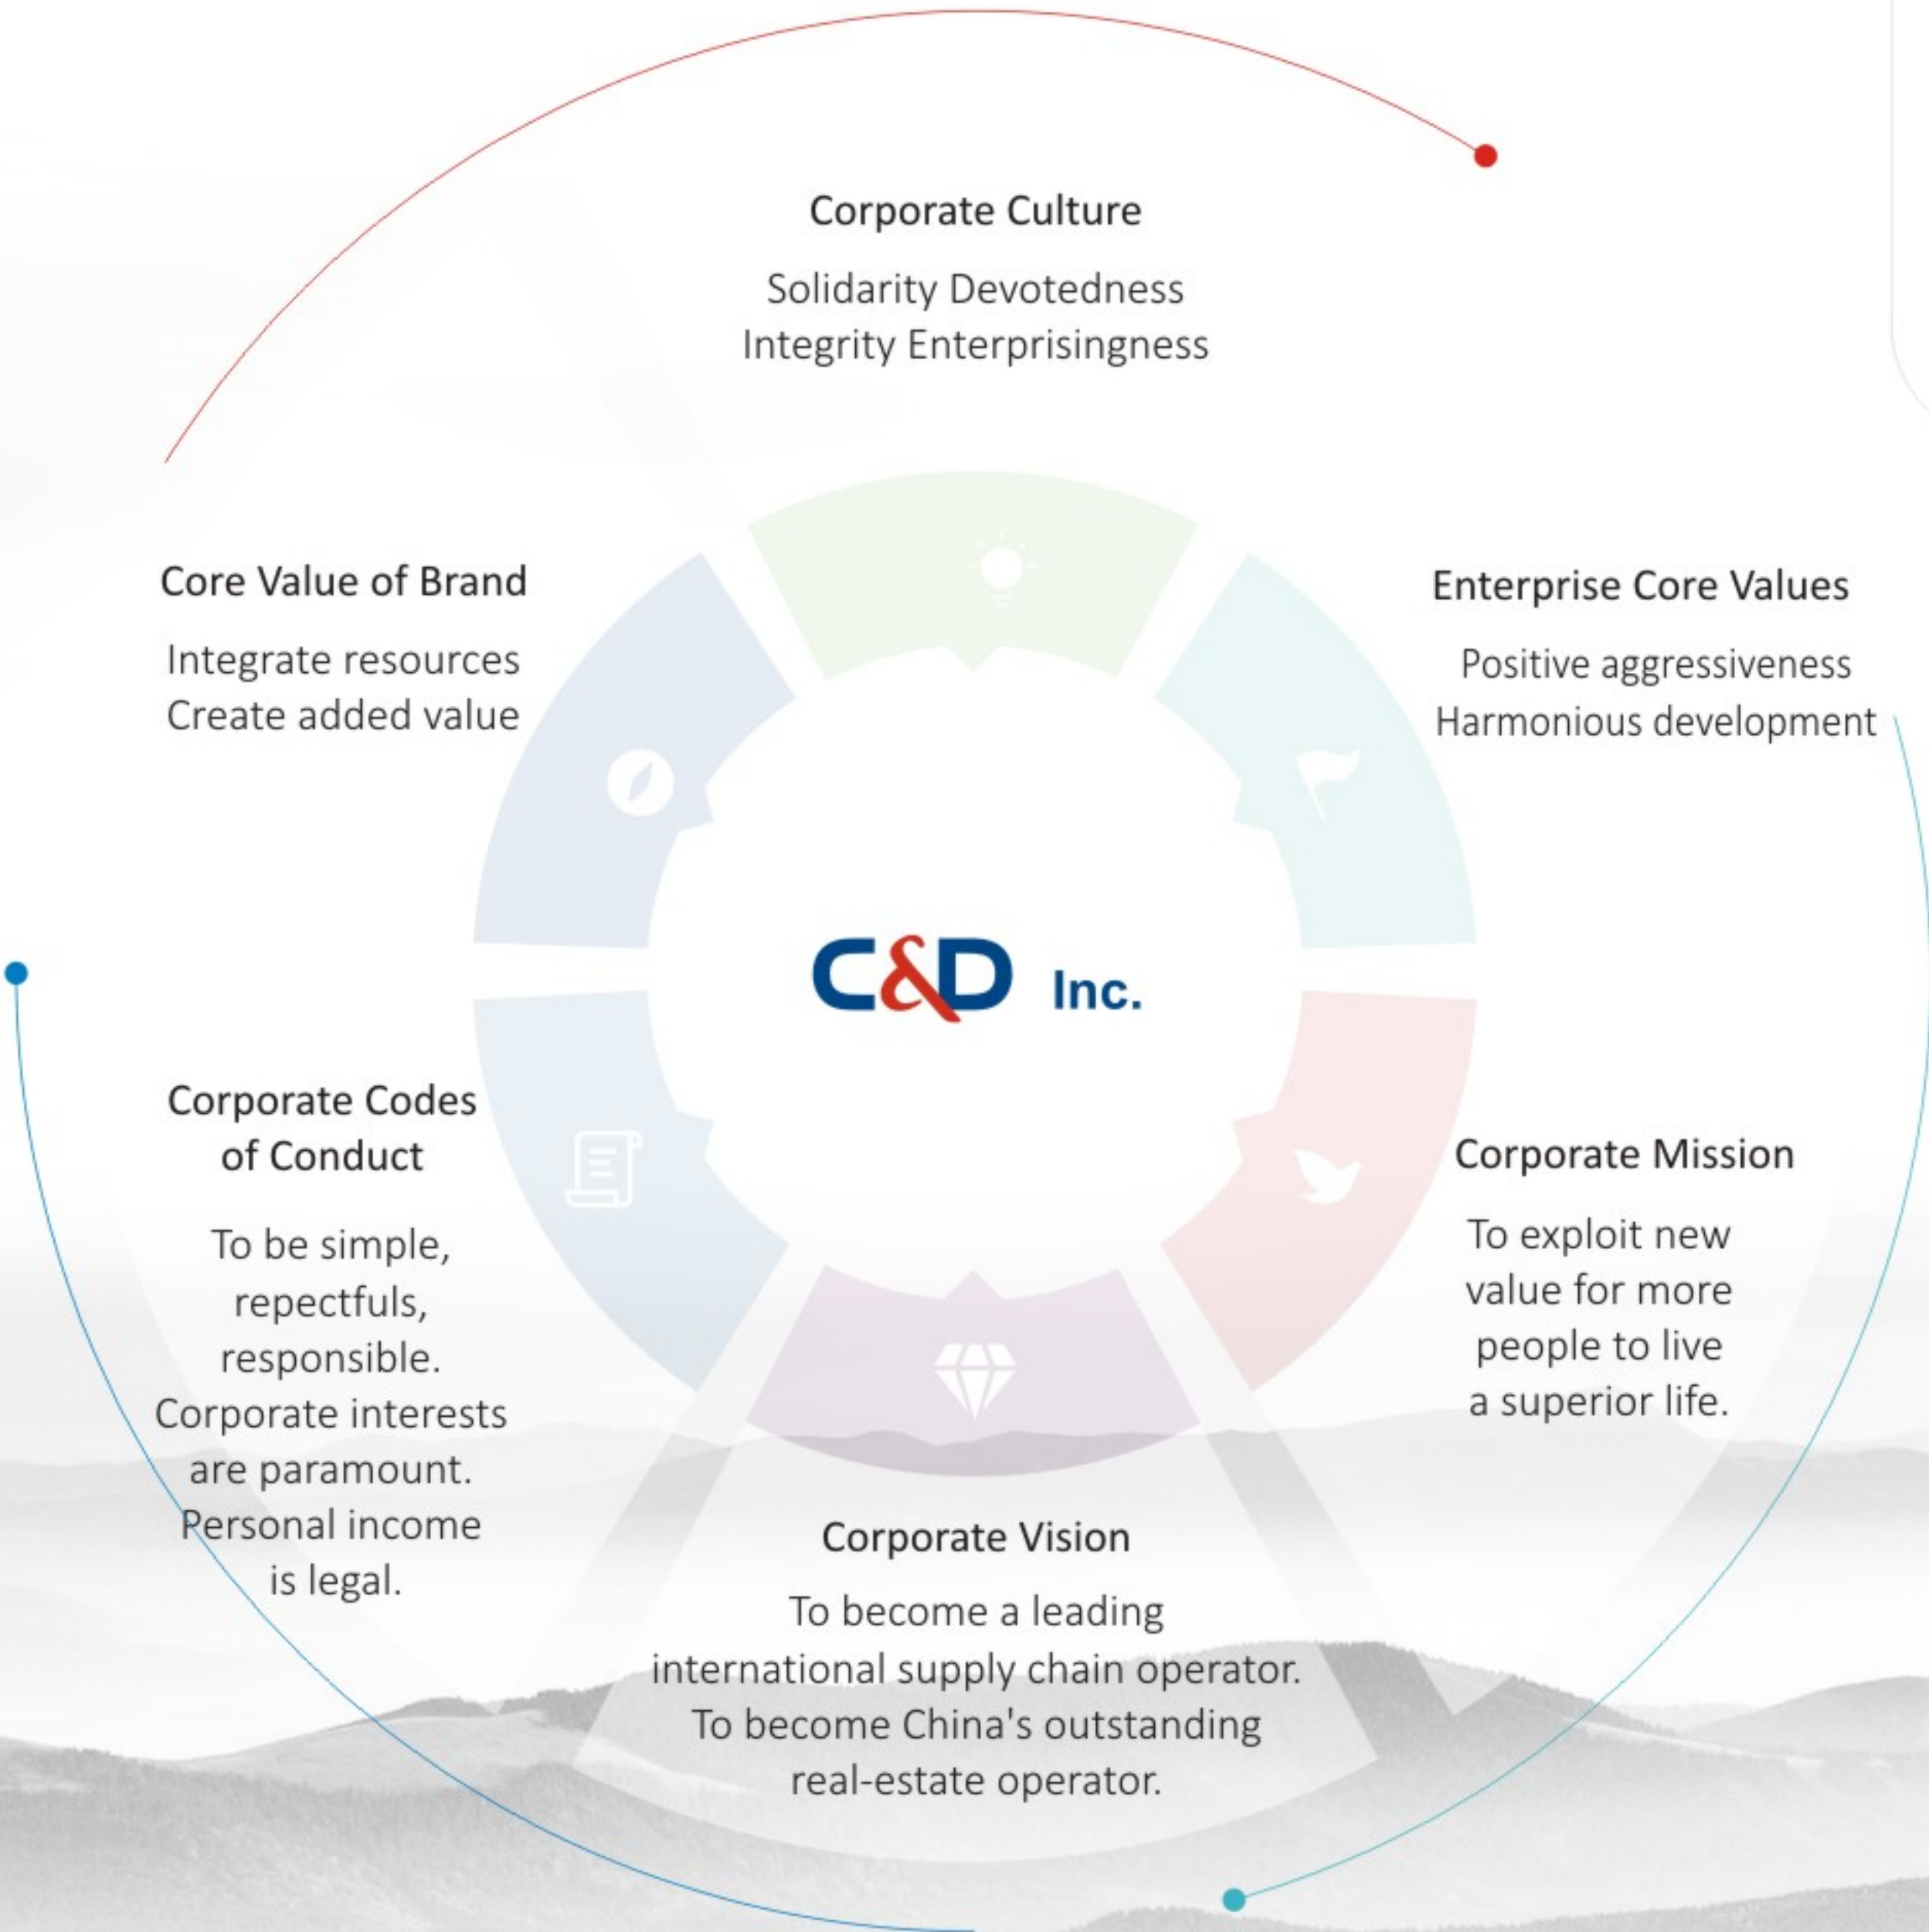 Corporate Culture
Solidarity Devotedness
Integrity Enterprisingness
Core Value of Brand
Integrate resources
Create added value
Enterprise Core Values
Positive aggressiveness
Harmonious development
C&D Inc.
Corporate Codes
of Conduct
To be simple,
repectfuls,
responsible.
Corporate interests
are paramount.
Personal income
is legal.
Corporate Mission
To exploit new
value for more
people to live
a superior life.
Corporate Vision
To become a leading
international supply chain operator.
To become China's outstanding
real-estate operator.